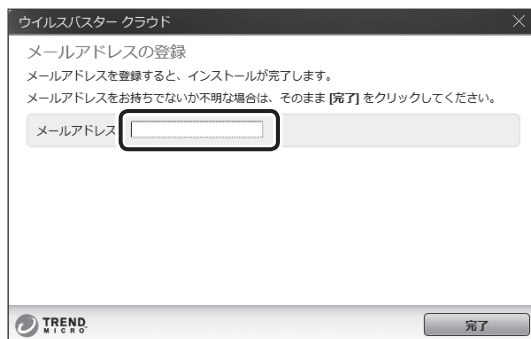 ウイルスバスター クラウド
メールアドレスの登録
メールアドレスを登録すると、インストールが完了します。
メールアドレスをお持ちでないか不明な場合は、そのまま [完了] をクリックしてください。
メールアドレス
TREND
MICRO
完了